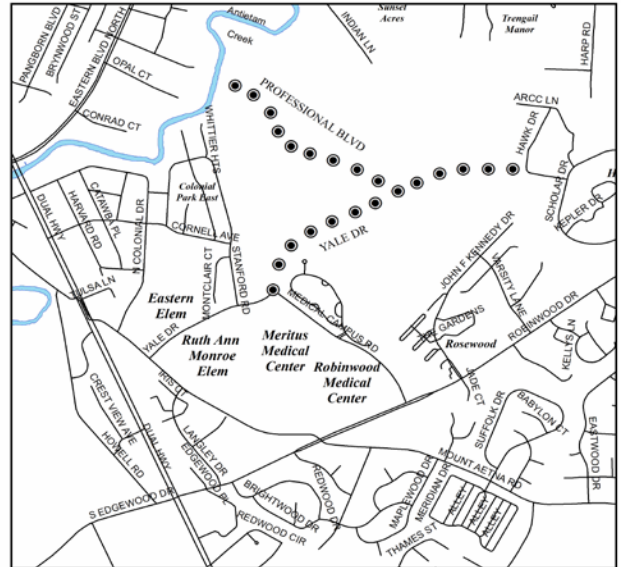 Antietam
Creek
Sunset
Acres
Trengail
Manor
INDIAN LN
HARP RD
PANGBORN BLVD
BRYNWOOD ST
EASTERN BLVD NORTH
OPAL CT
CONRAD CT
PROFESSIONAL BLVD
ARCC LN
HAWK DR
SCHOLAR DR
KEPLER DR
H
WHITTIER HTS
Colonial
Park East
DUAL HWY
HARVARD RD
CATAWBA PL
N COLONIAL DR
CORNELL AVE
STANFORD RD
MONTCLAIR CT
TULSA LN
YALE DR
JOHN F KENNEDY DR
VARSITY LANE
ROBINWOOD DR
GARDENS
Rosewood
KELLYS LN
MEDICAL CAMPUS RD
Eastern
Elem
YALE DR
Ruth Ann
Monroe
Elem
Meritus
Medical
Center
Robinwood
Medical
Center
JADE CT
SUFFOLK DR
BABYLON CT
EASTWOOD DR
CREST VIEW AVE
HOWELL RD
DUAL HWY
IRIS CT
LANGLEY DR
EDGEWOOD PL
S EDGEWOOD DR
BRIGHTWOOD DR
REDWOOD DR
REDWOOD CIR
MAPLEWOOD DR
MERIDIAN DR
MOUNT AETNA RD
ALLEY
ALLEY
ALLEY
THAMES ST